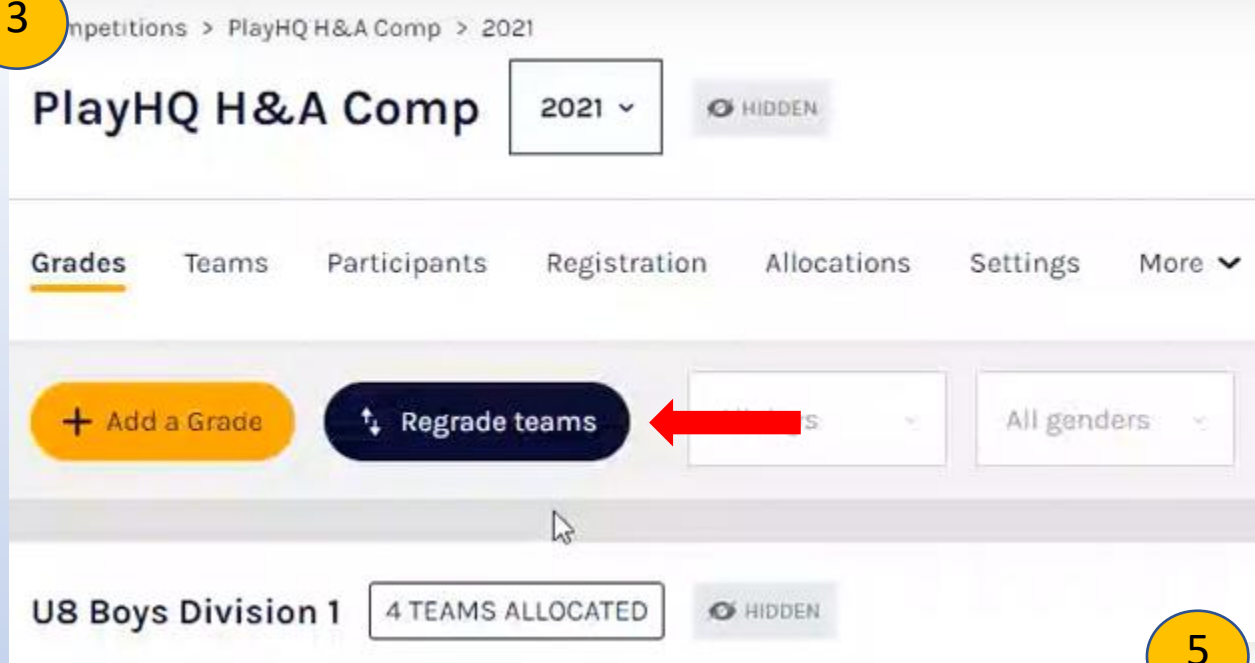 3
mpetitions > PlayHQ H&A Comp > 2021
PlayHQ H&A Comp 2021 HIDDEN
Grades Teams Participants Registration Allocations Settings More
+ Add a Grade Regrade teams All genders
U8 Boys Division 1 4 TEAMS ALLOCATED HIDDEN
5